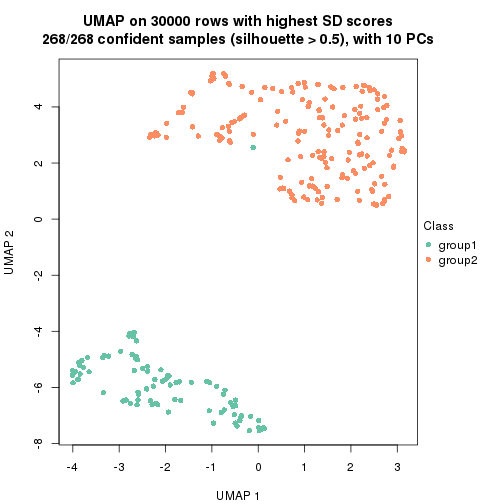 UMAP on 30000 rows with highest SD scores
268/268 confident samples (silhouette > 0.5), with 10 PCs
4
2
0
-2
-4
-6
-8
UMAP 2
-4 -3 -2 -1 0 1 2 3
UMAP 1
Class
group1
group2